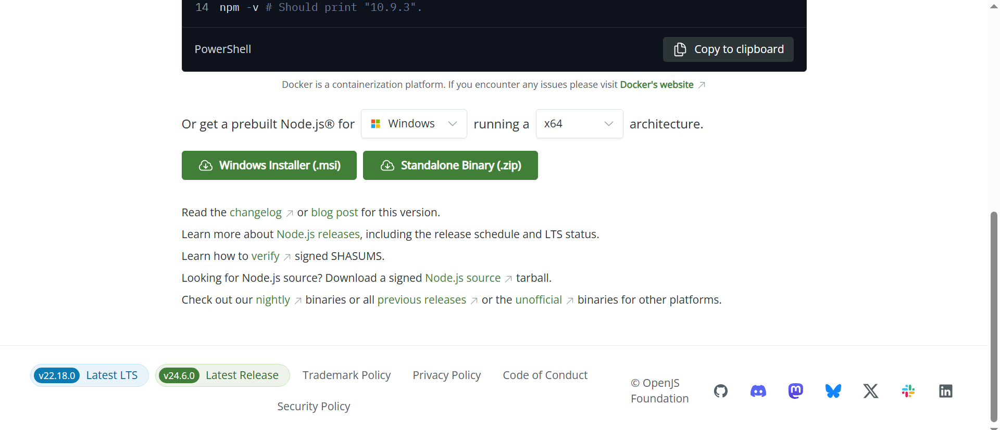 14 npm -v # Should print "10.9.3".
PowerShell
Copy to clipboard
Docker is a containerization platform. If you encounter any issues please visit Docker's website
Or get a prebuilt Node.js® for Windows running a x64 architecture.
Windows Installer (.msi)
Standalone Binary (.zip)
Read the changelog or blog post for this version.
Learn more about Node.js releases, including the release schedule and LTS status.
Learn how to verify signed SHASUMS.
Looking for Node.js source? Download a signed Node.js source tarball.
Check out our nightly binaries or all previous releases or the unofficial binaries for other platforms.
v22.18.0 Latest LTS
v24.6.0 Latest Release
Trademark Policy
Privacy Policy
Code of Conduct
Security Policy
© OpenJS
Foundation